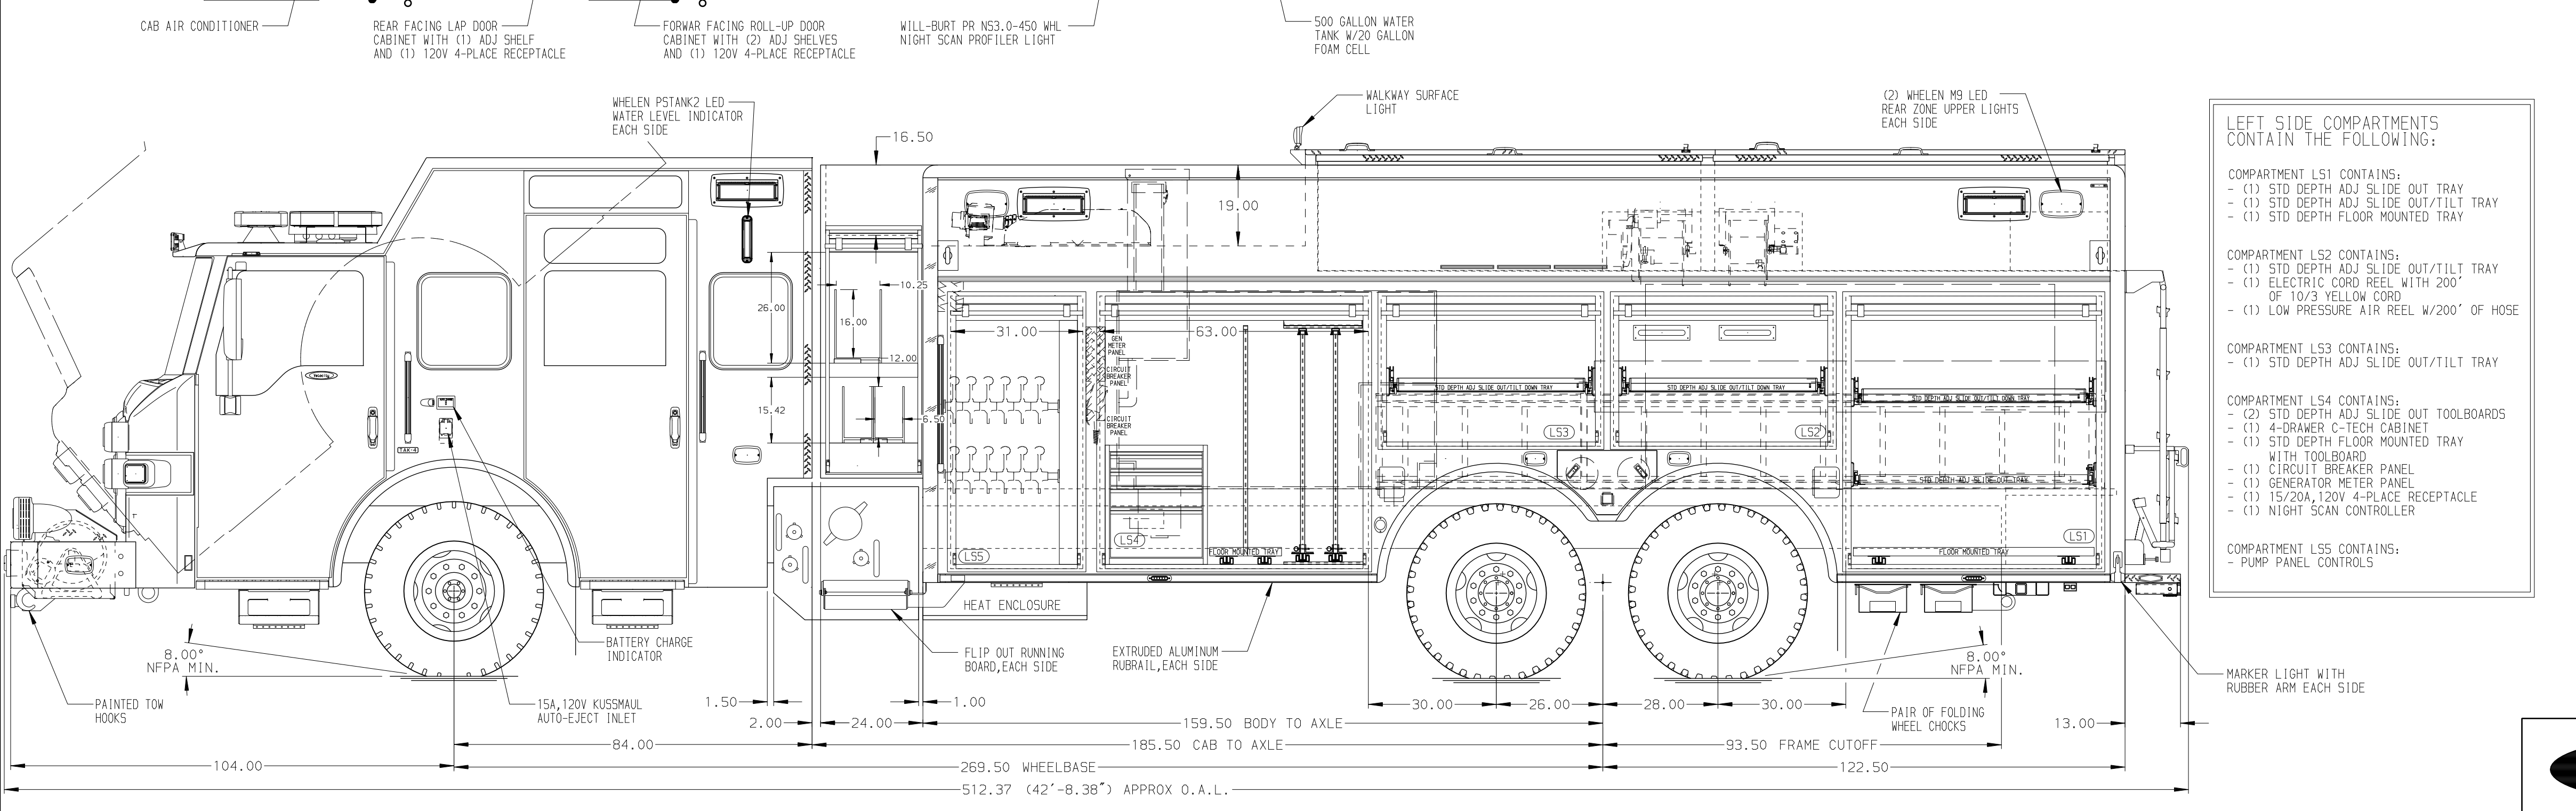 CAB AIR CONDITIONER
REAR FACING LAP DOOR
CABINET WITH (1) ADJ SHELF
AND (1) 120V 4-PLACE RECEPTACLE
FORWAR FACING ROLL-UP DOOR
CABINET WITH (2) ADJ SHELVES
AND (1) 120V 4-PLACE RECEPTACLE
WILL-BURT PR NS3.0-450 WHL
NIGHT SCAN PROFILER LIGHT
500 GALLON WATER
TANK W/20 GALLON
FOAM CELL
WHELEN PSTANK2 LED
WATER LEVEL INDICATOR
EACH SIDE
WALKWAY SURFACE
LIGHT
(2) WHELEN M9 LED
REAR ZONE UPPER LIGHTS
EACH SIDE
16.50
19.00
10.25
26.00
16.00
12.00
15.42
6.50
31.00
63.00
GEN
METER
PANEL
CIRCUIT
BREAKER
PANEL
CIRCUIT
BREAKER
PANEL
STD DEPTH ADJ SLIDE OUT/TILT DOWN TRAY
STD DEPTH ADJ SLIDE OUT/TILT DOWN TRAY
STD DEPTH ADJ SLIDE OUT/TILT DOWN TRAY
LS3
LS2
STD DEPTH ADJ SLIDE OUT TRAY
Velocity
TAK-4
LS5
LS4
FLOOR MOUNTED TRAY
LS1
FLOOR MOUNTED TRAY
HEAT ENCLOSURE
8.00°
NFPA MIN.
BATTERY CHARGE
INDICATOR
FLIP OUT RUNNING
BOARD,EACH SIDE
EXTRUDED ALUMINUM
RUBRAIL,EACH SIDE
8.00°
NFPA MIN.
PAINTED TOW
HOOKS
15A,120V KUSSMAUL
AUTO-EJECT INLET
MARKER LIGHT WITH
RUBBER ARM EACH SIDE
PAIR OF FOLDING
WHEEL CHOCKS
1.50
1.00
30.00
26.00
28.00
30.00
2.00
24.00
159.50 BODY TO AXLE
13.00
84.00
185.50 CAB TO AXLE
93.50 FRAME CUTOFF
104.00
269.50 WHEELBASE
122.50
512.37 (42'-8.38") APPROX O.A.L.
LEFT SIDE COMPARTMENTS
CONTAIN THE FOLLOWING:
COMPARTMENT LS1 CONTAINS:
- (1) STD DEPTH ADJ SLIDE OUT TRAY
- (1) STD DEPTH ADJ SLIDE OUT/TILT TRAY
- (1) STD DEPTH FLOOR MOUNTED TRAY
COMPARTMENT LS2 CONTAINS:
- (1) STD DEPTH ADJ SLIDE OUT/TILT TRAY
- (1) ELECTRIC CORD REEL WITH 200'
OF 10/3 YELLOW CORD
- (1) LOW PRESSURE AIR REEL W/200' OF HOSE
COMPARTMENT LS3 CONTAINS:
- (1) STD DEPTH ADJ SLIDE OUT/TILT TRAY
COMPARTMENT LS4 CONTAINS:
- (2) STD DEPTH ADJ SLIDE OUT TOOLBOARDS
- (1) 4-DRAWER C-TECH CABINET
- (1) STD DEPTH FLOOR MOUNTED TRAY
WITH TOOLBOARD
- (1) CIRCUIT BREAKER PANEL
- (1) GENERATOR METER PANEL
- (1) 15/20A,120V 4-PLACE RECEPTACLE
- (1) NIGHT SCAN CONTROLLER
COMPARTMENT LS5 CONTAINS:
- PUMP PANEL CONTROLS